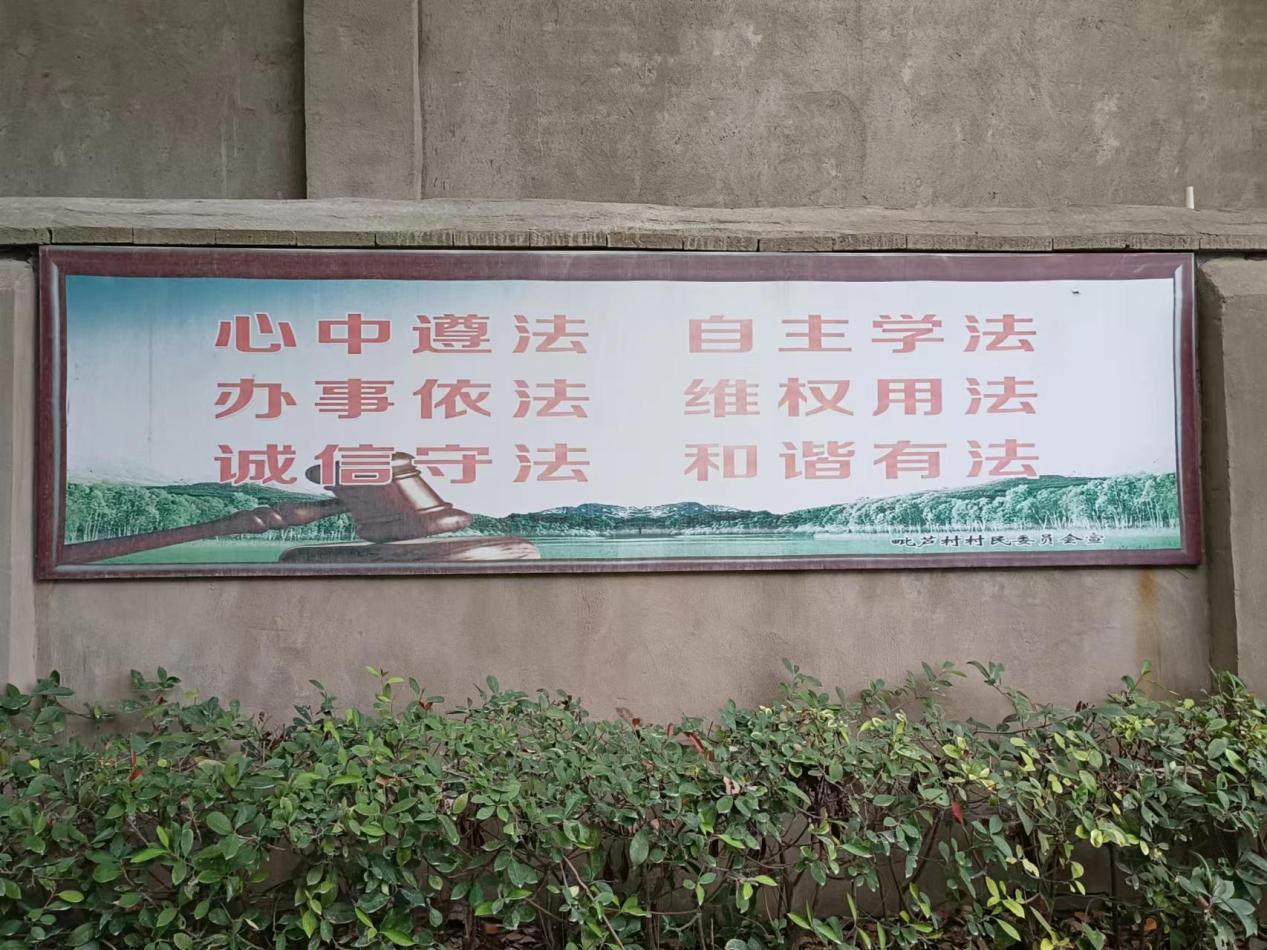 心中遵法 自主学法
办事依法 维权用法
诚信守法 和谐有法
毗芦村村民委员会宣